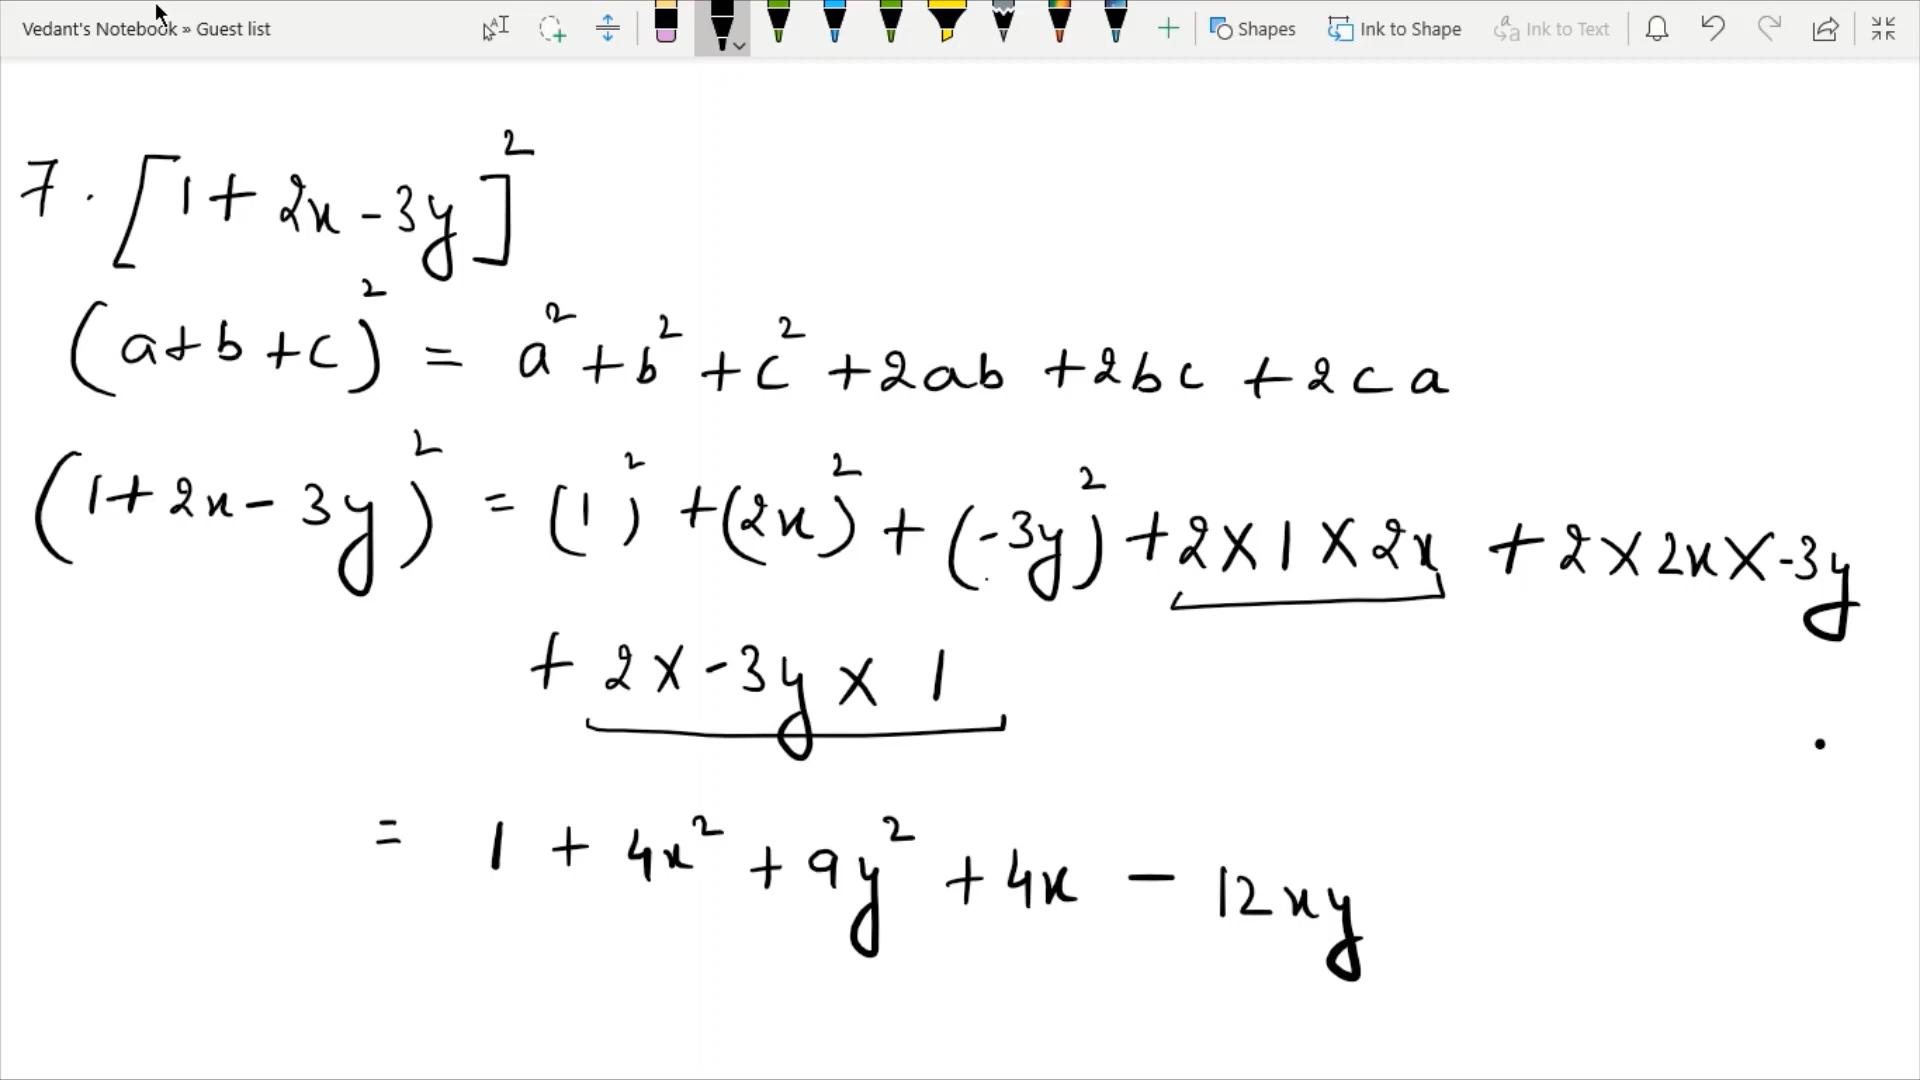 Vedant's Notebook » Guest list Shapes Ink to Shape Ink to Text
7. [1 + 2x - 3y]²
(a + b + c)² = a² + b² + c² + 2ab + 2bc + 2ca
(1 + 2x - 3y)² = (1)² + (2x)² + (-3y)² + 2 × 1 × 2x + 2 × 2x × -3y
+ 2 × -3y × 1
= 1 + 4x² + 9y² + 4x - 12xy